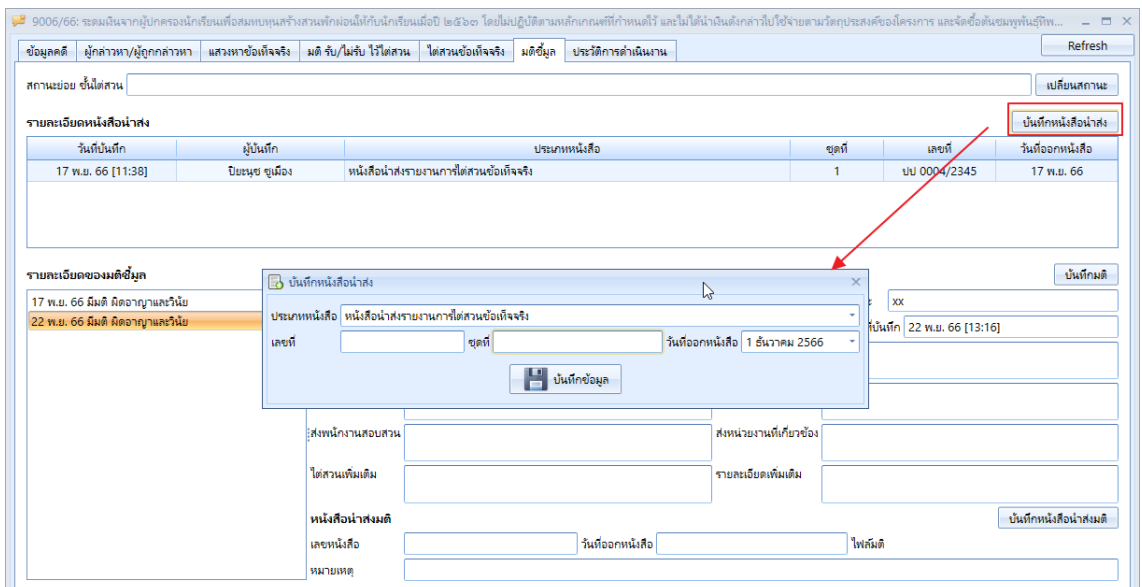 9006/66: ระดมเงินจากผู้ปกครองนักเรียนเพื่อสมทบทุนสร้างสวนพักผ่อนให้กับนักเรียนเมื่อปี ๒๕๖๓ โดยไม่ปฏิบัติตามหลักเกณฑ์ที่กำหนดไว้ และไม่ได้นำเงินดังกล่าวไปใช้จ่ายตามวัตถุประสงค์ของโครงการ และจัดซื้อต้นชมพูพันธุ์ทิพ...
ข้อมูลคดี ผู้กล่าวหา/ผู้ถูกกล่าวหา แสวงหาข้อเท็จจริง มติ รับ/ไม่รับ ไว้ไต่สวน ไต่สวนข้อเท็จจริง มติชี้มูล ประวัติการดำเนินงาน Refresh
สถานะย่อย ชั้นไต่สวน เปลี่ยนสถานะ
รายละเอียดหนังสือนำส่ง บันทึกหนังสือนำส่ง
วันที่บันทึก ผู้บันทึก ประเภทหนังสือ ชุดที่ เลขที่ วันที่ออกหนังสือ
17 พ.ย. 66 [11:38] ปิยะนุช ชูเมือง หนังสือนำส่งรายงานการไต่สวนข้อเท็จจริง 1 ปป 0004/2345 17 พ.ย. 66
รายละเอียดของมติชี้มูล บันทึกมติ
บันทึกหนังสือนำส่ง
17 พ.ย. 66 มีมติ ผิดอาญาและวินัย xx
ประเภทหนังสือ หนังสือนำส่งรายงานการไต่สวนข้อเท็จจริง
22 พ.ย. 66 มีมติ ผิดอาญาและวินัย ที่บันทึก 22 พ.ย. 66 [13:16]
เลขที่ ชุดที่ วันที่ออกหนังสือ 1 ธันวาคม 2566
บันทึกข้อมูล
ส่งพนักงานสอบสวน ส่งหน่วยงานที่เกี่ยวข้อง
ไต่สวนเพิ่มเติม รายละเอียดเพิ่มเติม
หนังสือนำส่งมติ บันทึกหนังสือนำส่งมติ
เลขหนังสือ วันที่ออกหนังสือ ไฟล์มติ
หมายเหตุ